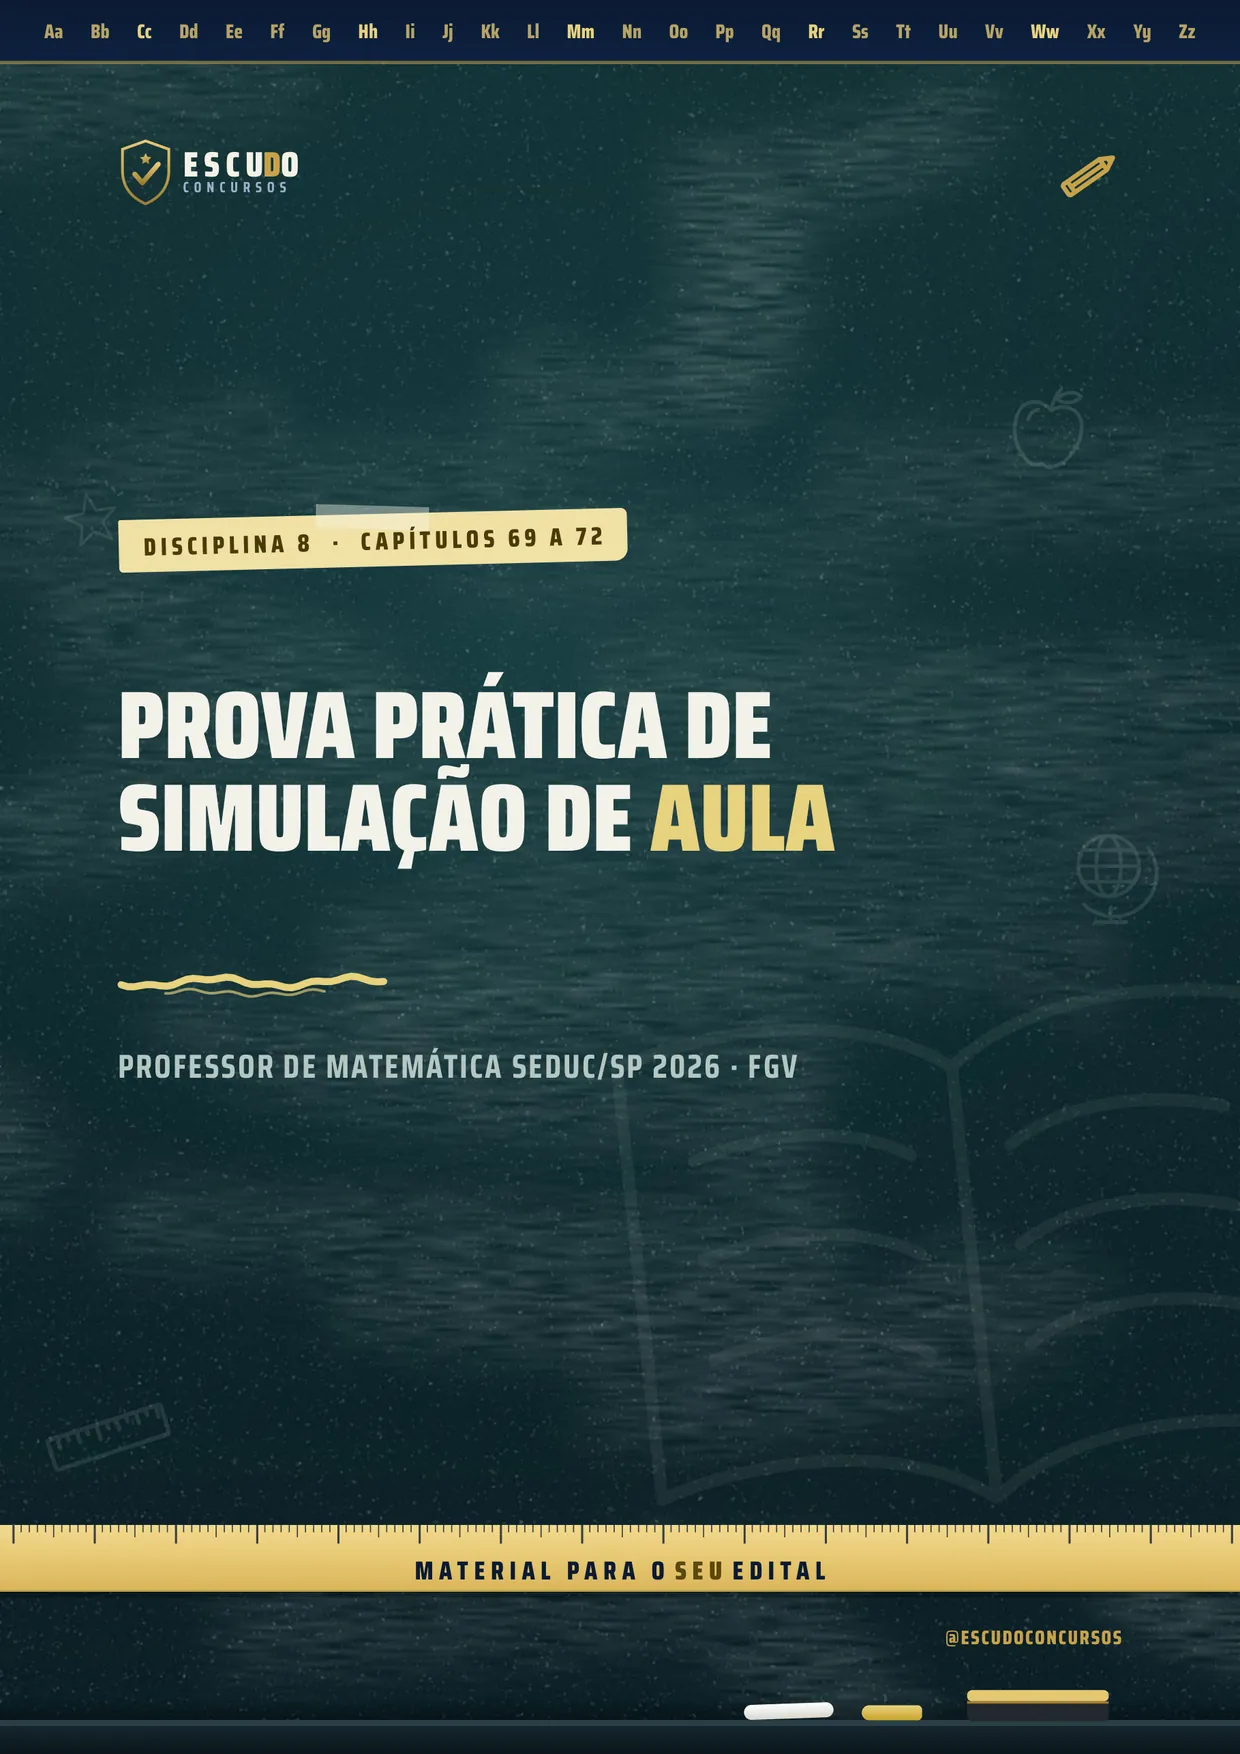 Aa Bb Cc Dd Ee Ff Gg Hh Ii Jj Kk Ll Mm Nn Oo Pp Qq Rr Ss Tt Uu Vv Ww Xx Yy Zz
ESCUDO
CONCURSOS
DISCIPLINA 8 · CAPÍTULOS 69 A 72
PROVA PRÁTICA DE
SIMULAÇÃO DE AULA
PROFESSOR DE MATEMÁTICA SEDUC/SP 2026 · FGV
MATERIAL PARA O SEU EDITAL
@ESCUDOCONCURSOS